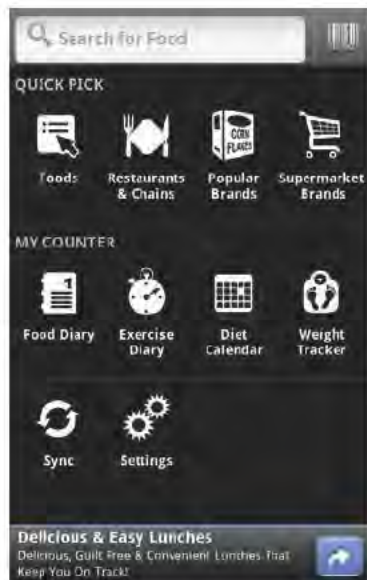 Search for Food
QUICK PICK
Foods
Restaurants
& Chains
CORN
FLAKES
Popular
Brands
Supermarket
Brands
MY COUNTER
1
Food Diary
Exercise
Diary
Diet
Calendar
Weight
Tracker
Sync
Settings
Delicious & Easy Lunches
Delicious, Guilt Free & Convenient Lunches That
Keep You On Track!